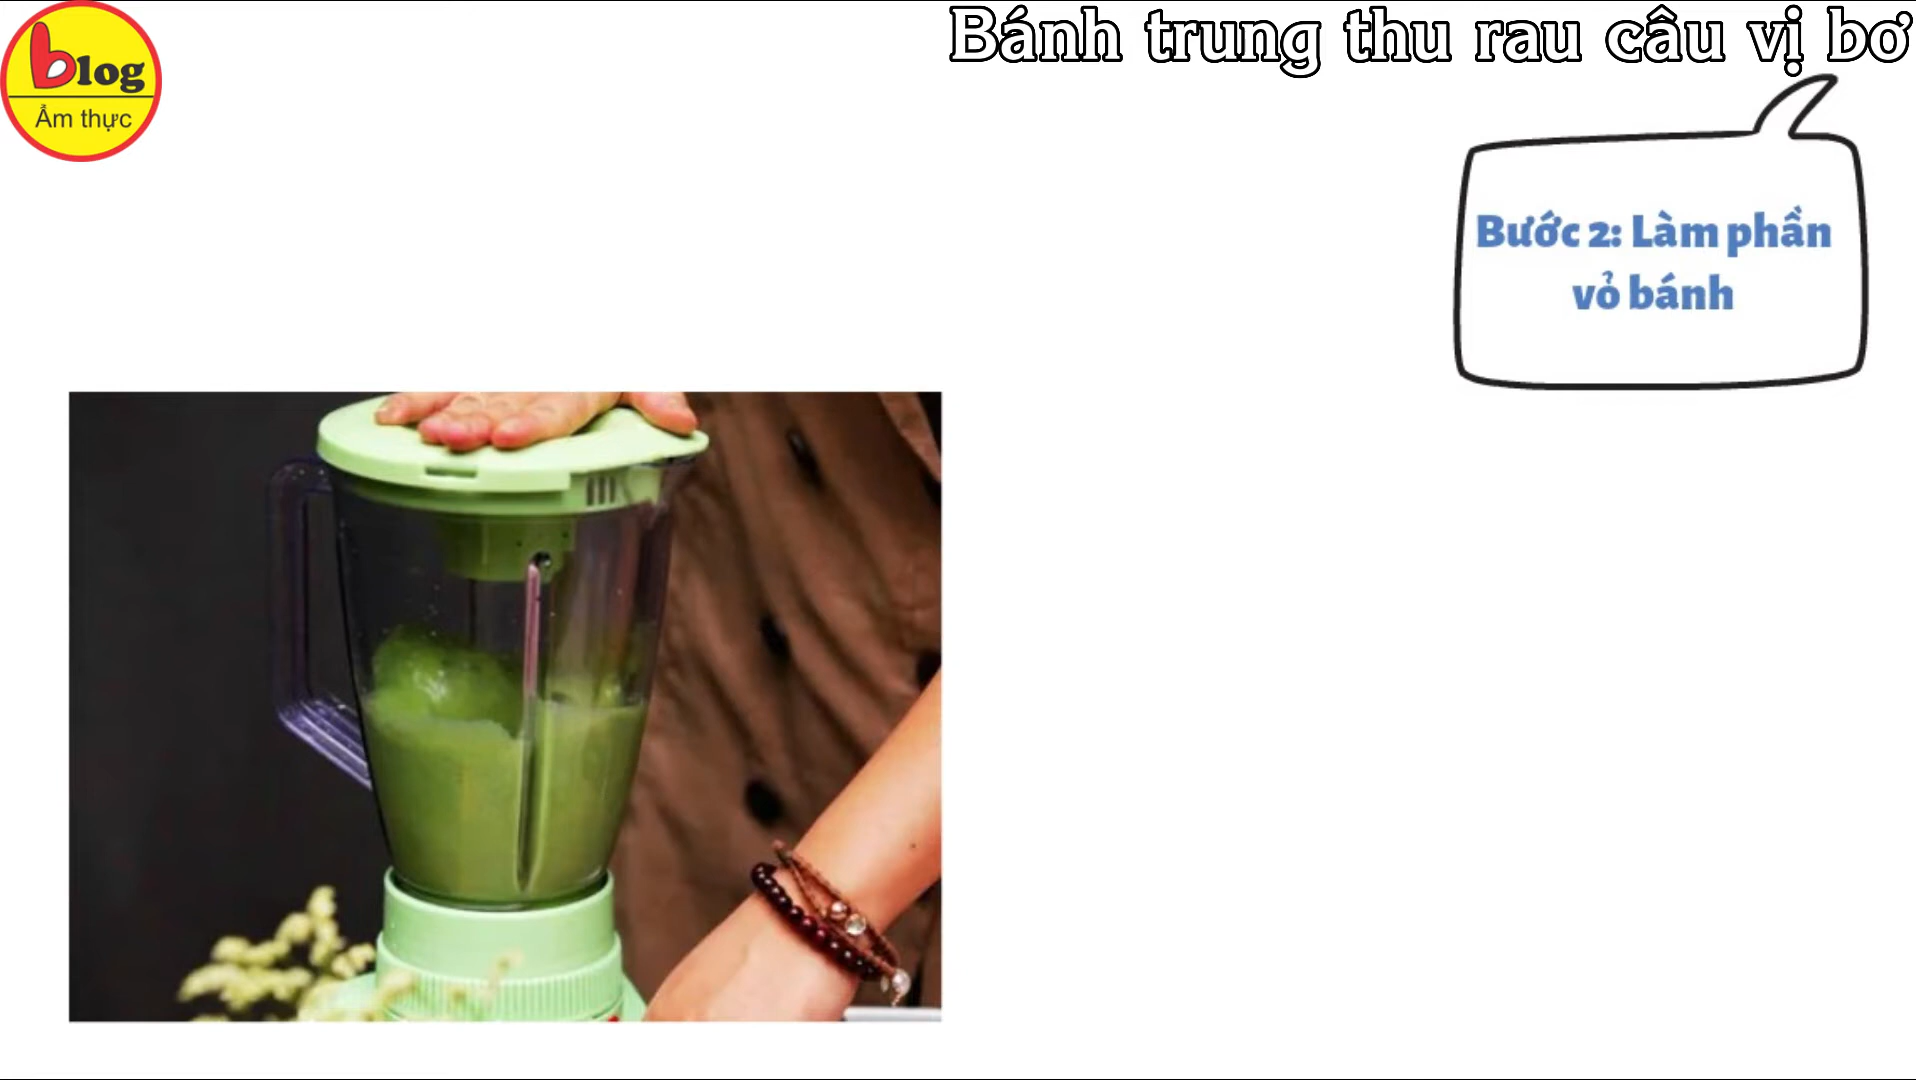 blog
Ẩm thực
Bánh trung thu rau câu vị bơ
Bước 2: Làm phần
vỏ bánh